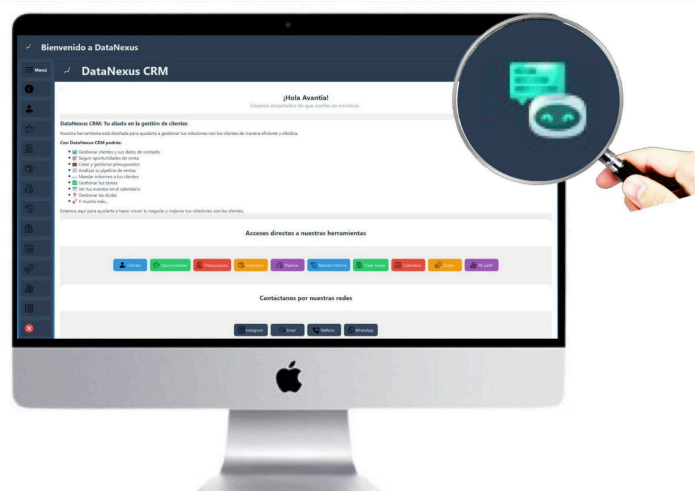 Bienvenido a DataNexus
Menú
DataNexus CRM
¡Hola Avantia!
Estamos encantados de que confíes en nosotros.
DataNexus CRM: Tu aliado en la gestión de clientes
Nuestra herramienta está diseñada para ayudarte a gestionar tus relaciones con los clientes de manera eficiente y efectiva.
Con DataNexus CRM podrás:
Gestionar clientes y sus datos de contacto
Seguir oportunidades de venta
Crear y gestionar presupuestos
Analizar tu pipeline de ventas
Mandar informes a tus clientes
Gestionar tus tareas
Ver tus eventos en el calendario
Gestionar las dudas
Y mucho más...
Estamos aquí para ayudarte a hacer crecer tu negocio y mejorar tus relaciones con los clientes.
Accesos directos a nuestras herramientas
Clientes Oportunidades Presupuestos Pipeline Mandar informe Crear tarea Calendario Mi perfil
Contáctanos por nuestras redes
Instagram Email Teléfono WhatsApp